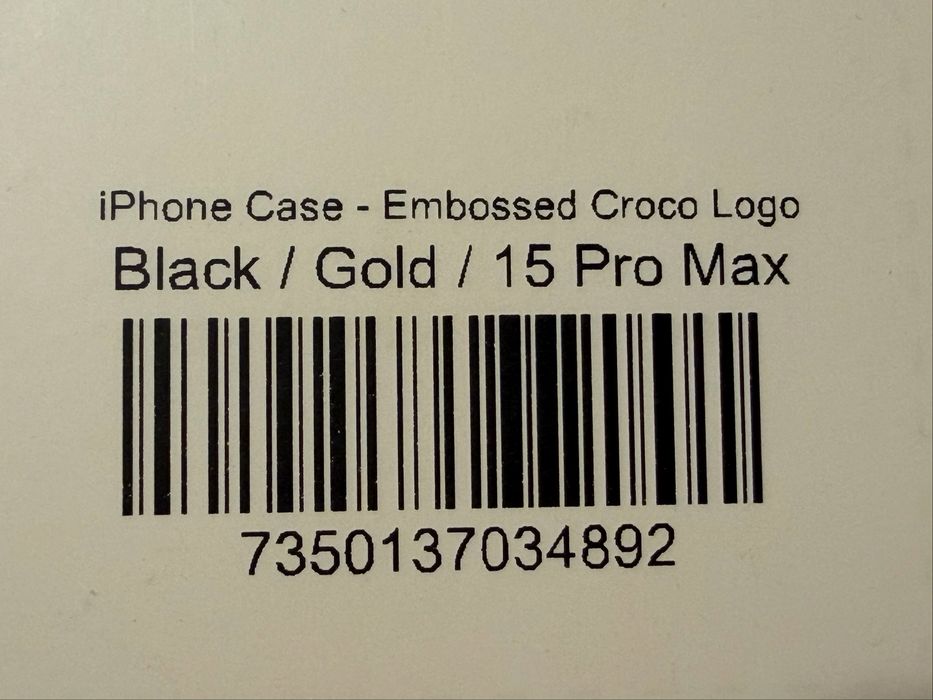 iPhone Case - Embossed Croco Logo
Black / Gold / 15 Pro Max
7350137034892